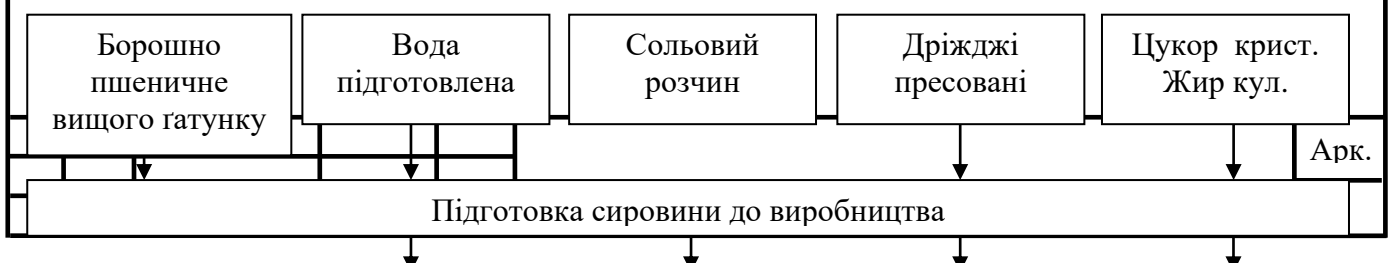 Борошно
пшеничне
вищого ґатунку
Вода
підготовлена
Сольовий
розчин
Дріжджі
пресовані
Цукор крист.
Жир кул.
Арк.
Підготовка сировини до виробництва